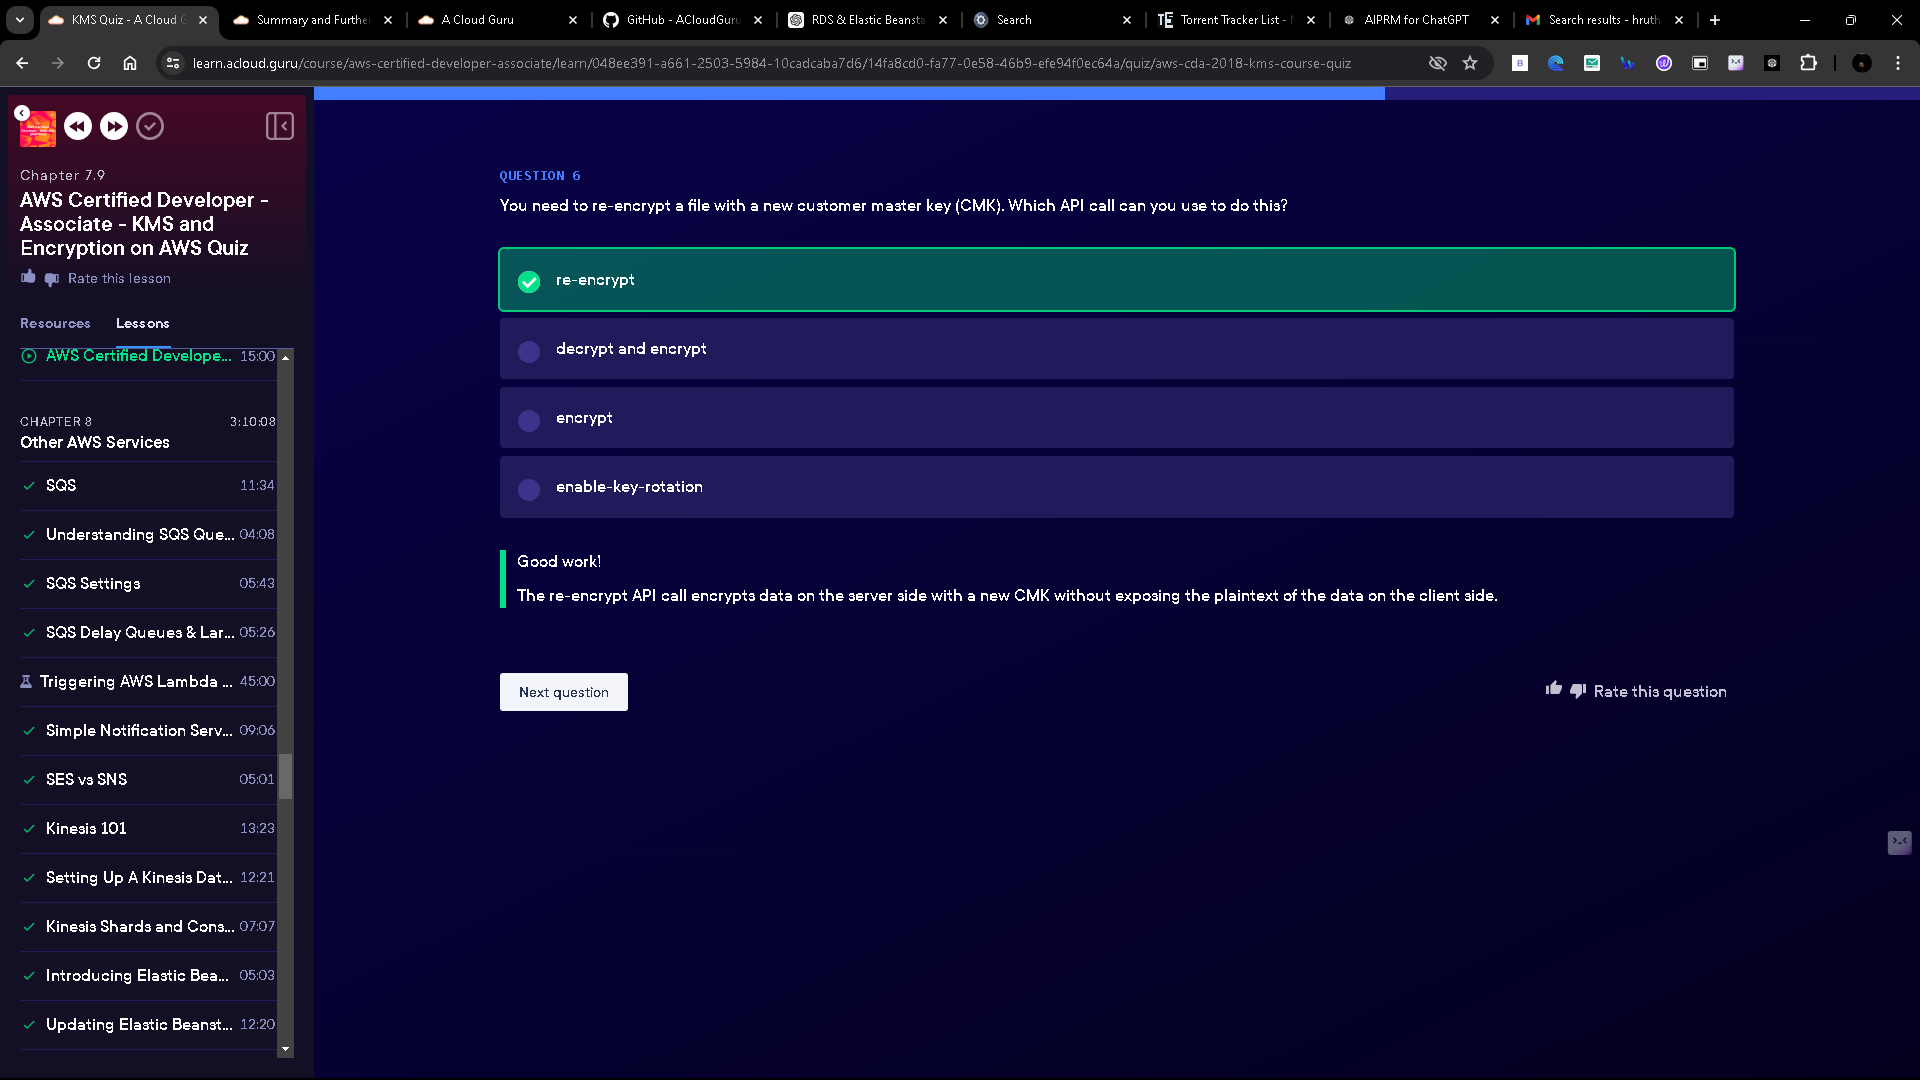 KMS Quiz - A Cloud G
Summary and Further
A Cloud Guru
GitHub - ACloudGuru
RDS & Elastic Beansta
Search
Torrent Tracker List -
AIPRM for ChatGPT
Search results - hruth
learn.acloud.guru/course/aws-certified-developer-associate/learn/048ee391-a661-2503-5984-10cadcaba7d6/14fa8cd0-fa77-0e58-46b9-efe94f0ec64a/quiz/aws-cda-2018-kms-course-quiz
Chapter 7.9
AWS Certified Developer -
Associate - KMS and
Encryption on AWS Quiz
Rate this lesson
Resources Lessons
AWS Certified Develope... 15:00
CHAPTER 8 3:10:08
Other AWS Services
SQS 11:34
Understanding SQS Que... 04:08
SQS Settings 05:43
SQS Delay Queues & Lar... 05:26
Triggering AWS Lambda ... 45:00
Simple Notification Serv... 09:06
SES vs SNS 05:01
Kinesis 101 13:23
Setting Up A Kinesis Dat... 12:21
Kinesis Shards and Cons... 07:07
Introducing Elastic Bea... 05:03
Updating Elastic Beanst... 12:20
QUESTION 6
You need to re-encrypt a file with a new customer master key (CMK). Which API call can you use to do this?
re-encrypt
decrypt and encrypt
encrypt
enable-key-rotation
Good work!
The re-encrypt API call encrypts data on the server side with a new CMK without exposing the plaintext of the data on the client side.
Next question
Rate this question